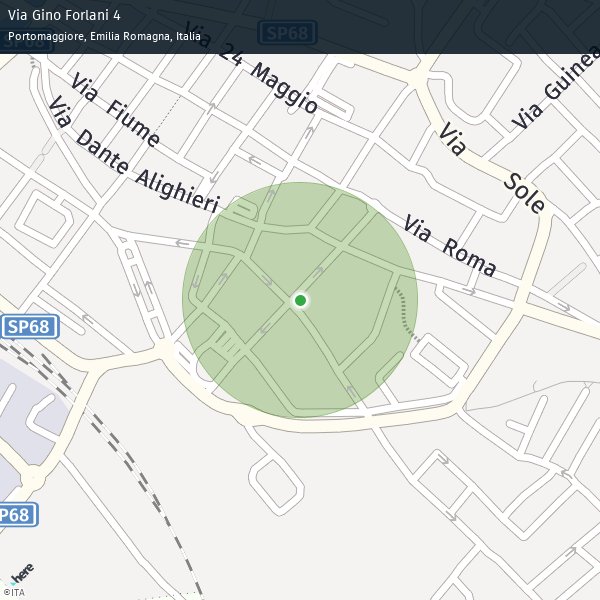 Via Gino Forlani 4
Portomaggiore, Emilia Romagna, Italia
SP68
SP68
Via 24 Maggio
Via Fiume
Via Guinea
Via Dante Alighieri
Via Sole
Via Roma
SP68
P68
here
©ITA